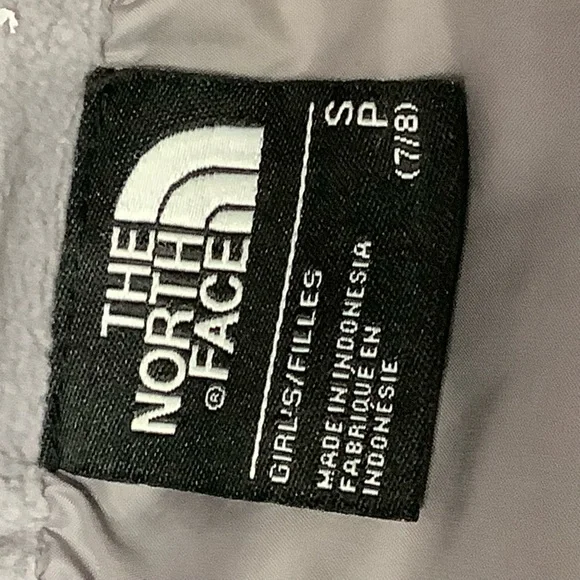 THE
NORTH
FACE®
GIRL'S/FILLES
S
P
(7/8)
MADE IN INDONESIA
FABRIQUÉ EN
INDONÉSIE